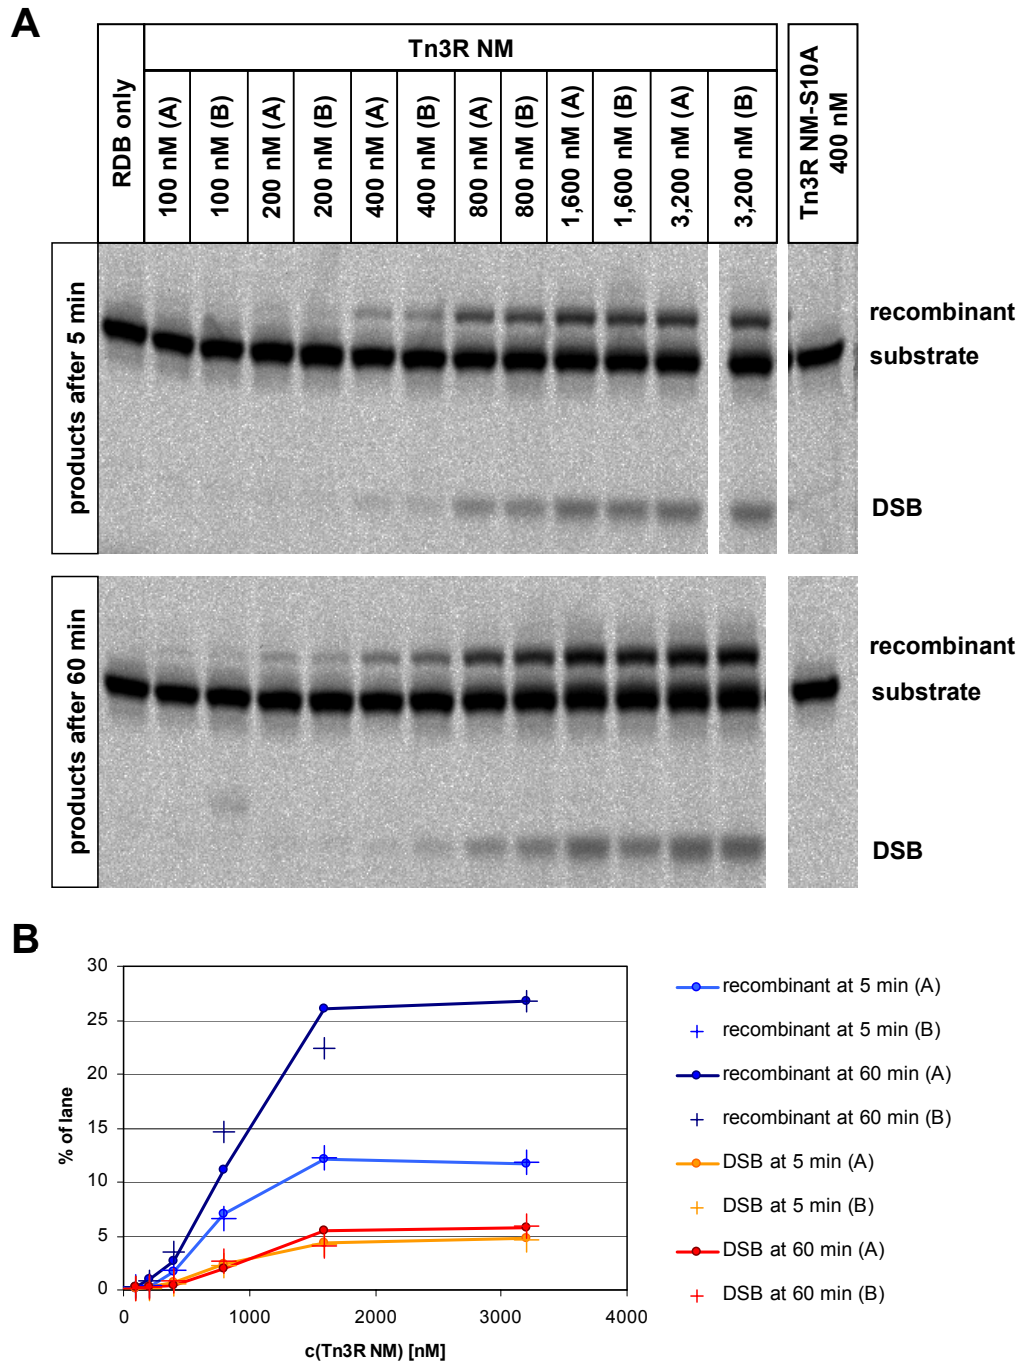 A
Tn3R NM
RDB only
100 nM (A)
100 nM (B)
200 nM (A)
200 nM (B)
400 nM (A)
400 nM (B)
800 nM (A)
800 nM (B)
1,600 nM (A)
1,600 nM (B)
3,200 nM (A)
3,200 nM (B)
Tn3R NM-S10A
400 nM
products after 5 min
recombinant
substrate
DSB
products after 60 min
recombinant
substrate
DSB
B
% of lane
30
25
20
15
10
5
0
0 1000 2000 3000 4000
c(Tn3R NM) [nM]
recombinant at 5 min (A)
recombinant at 5 min (B)
recombinant at 60 min (A)
recombinant at 60 min (B)
DSB at 5 min (A)
DSB at 5 min (B)
DSB at 60 min (A)
DSB at 60 min (B)